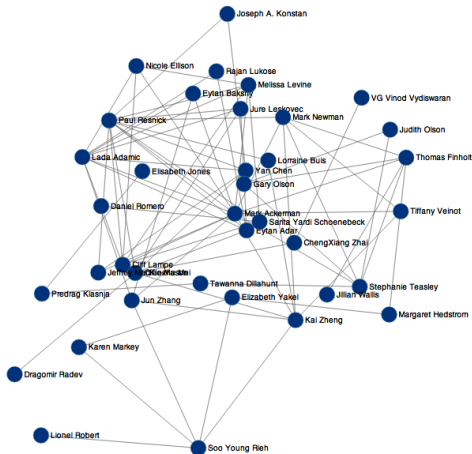 Joseph A. Konstan
Nicole Ellison
Rajan Lukose
Melissa Levine
Eytan Bakshy
VG Vinod Vydiswaran
Jure Leskovec
Paul Resnick
Mark Newman
Judith Olson
Lada Adamic
Lorraine Buis
Thomas Finholt
Elisabeth Jones
Yan Chen
Gary Olson
Daniel Romero
Mark Ackerman
Tiffany Veinot
Sarita Yardi Schoenebeck
Eytan Adar
ChengXiang Zhai
Cliff Lampe
Tawanna Dillahunt
Stephanie Teasley
Predrag Klasnja
Jillian Wallis
Jun Zhang
Elizabeth Yakel
Margaret Hedstrom
Kai Zheng
Karen Markey
Dragomir Radev
Lionel Robert
Soo Young Rieh